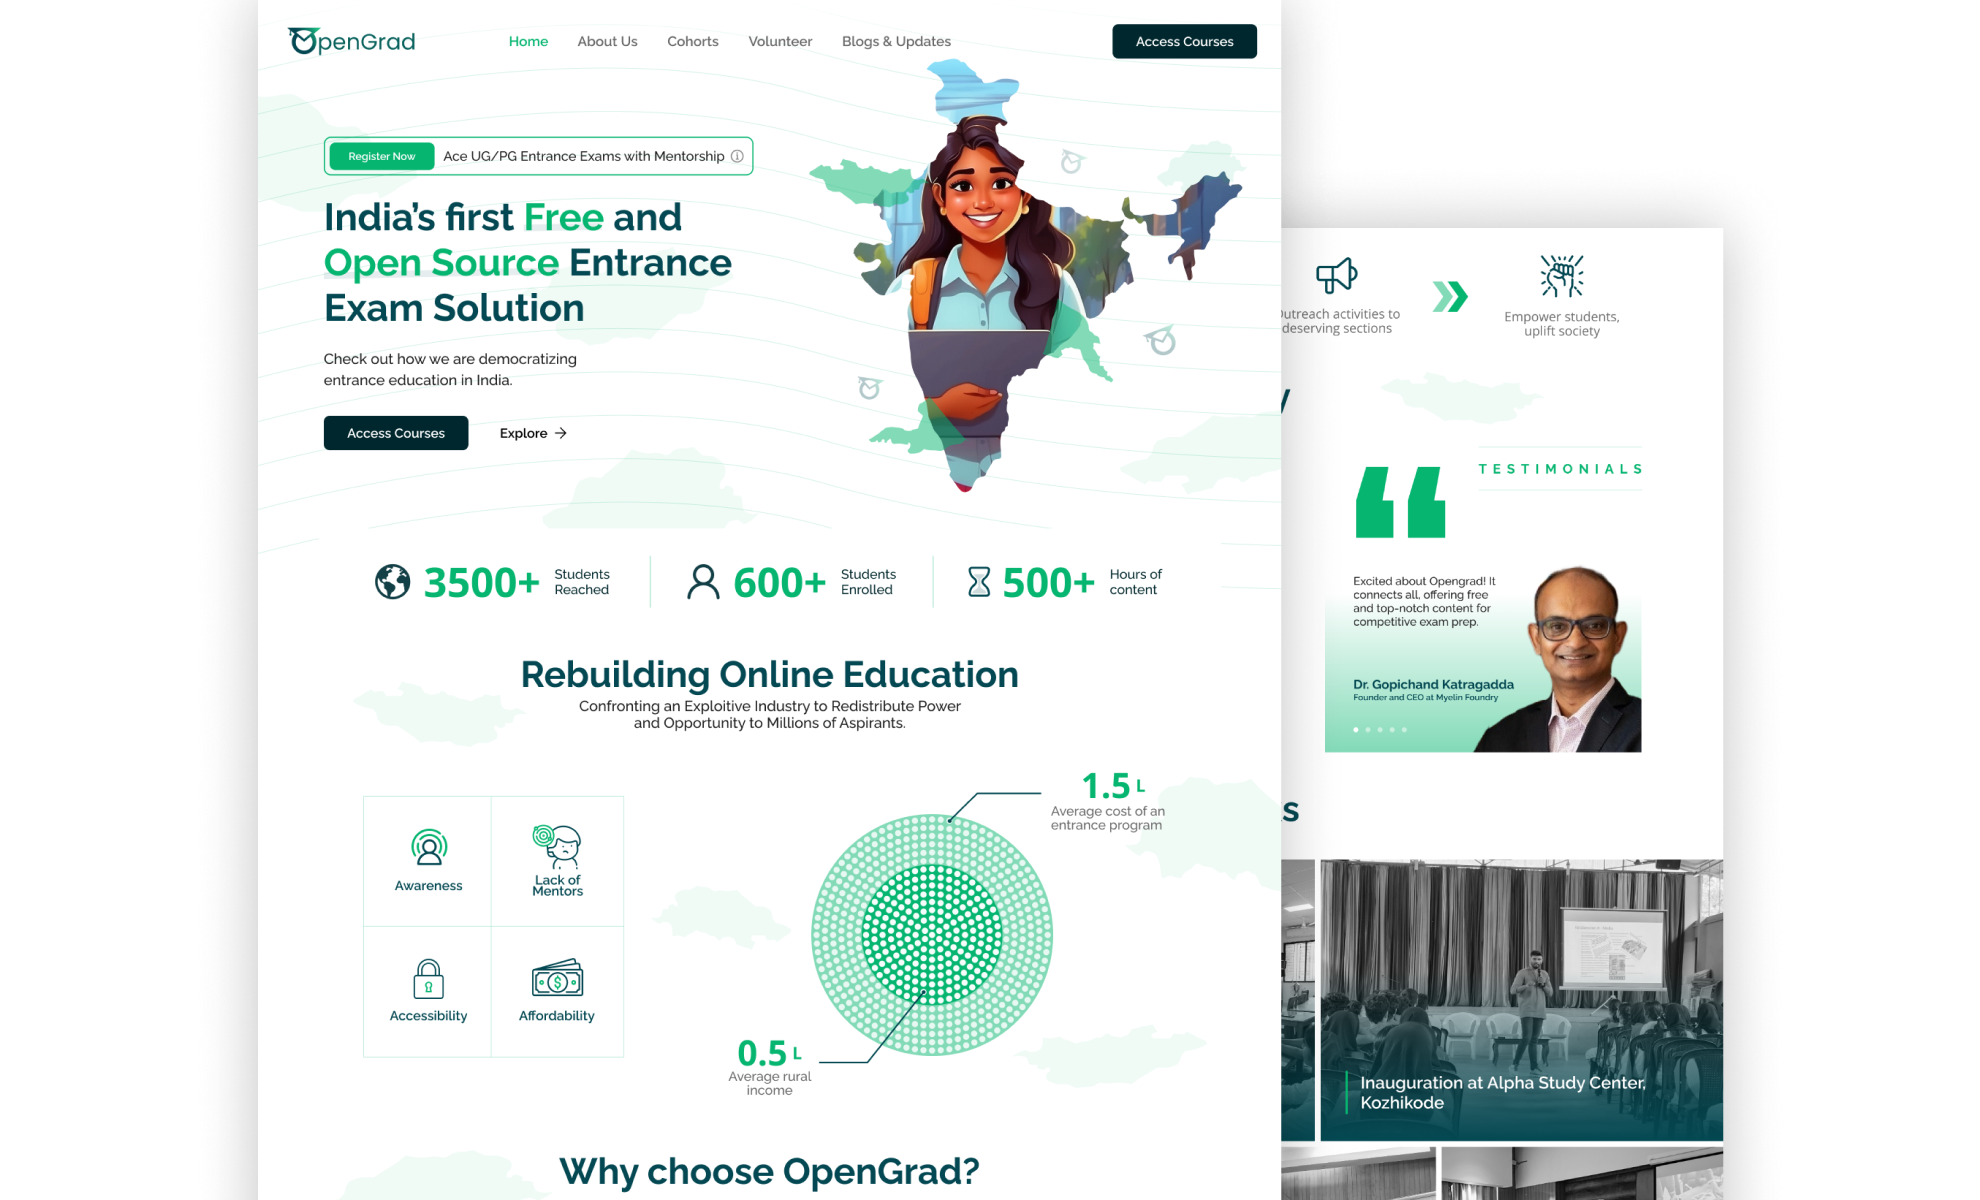 OpenGrad
Home
About Us
Cohorts
Volunteer
Blogs & Updates
Access Courses
Register Now
Ace UG/PG Entrance Exams with Mentorship
India's first Free and
Open Source Entrance
Exam Solution
Check out how we are democratizing
entrance education in India.
Access Courses
Explore
3500+
Students
Reached
600+
Students
Enrolled
500+
Hours of
content
Rebuilding Online Education
Confronting an Exploitive Industry to Redistribute Power
and Opportunity to Millions of Aspirants.
Awareness
Lack of
Mentors
Accessibility
Affordability
1.5 L
Average cost of an
entrance program
0.5 L
Average rural
income
Why choose OpenGrad?
Outreach activities to
deserving sections
Empower students,
uplift society
TESTIMONIALS
Excited about Opengrad! It
connects all, offering free
and top-notch content for
competitive exam prep.
Dr. Gopichand Katragadda
Founder and CEO at Myelin Foundry
Inauguration at Alpha Study Center,
Kozhikode